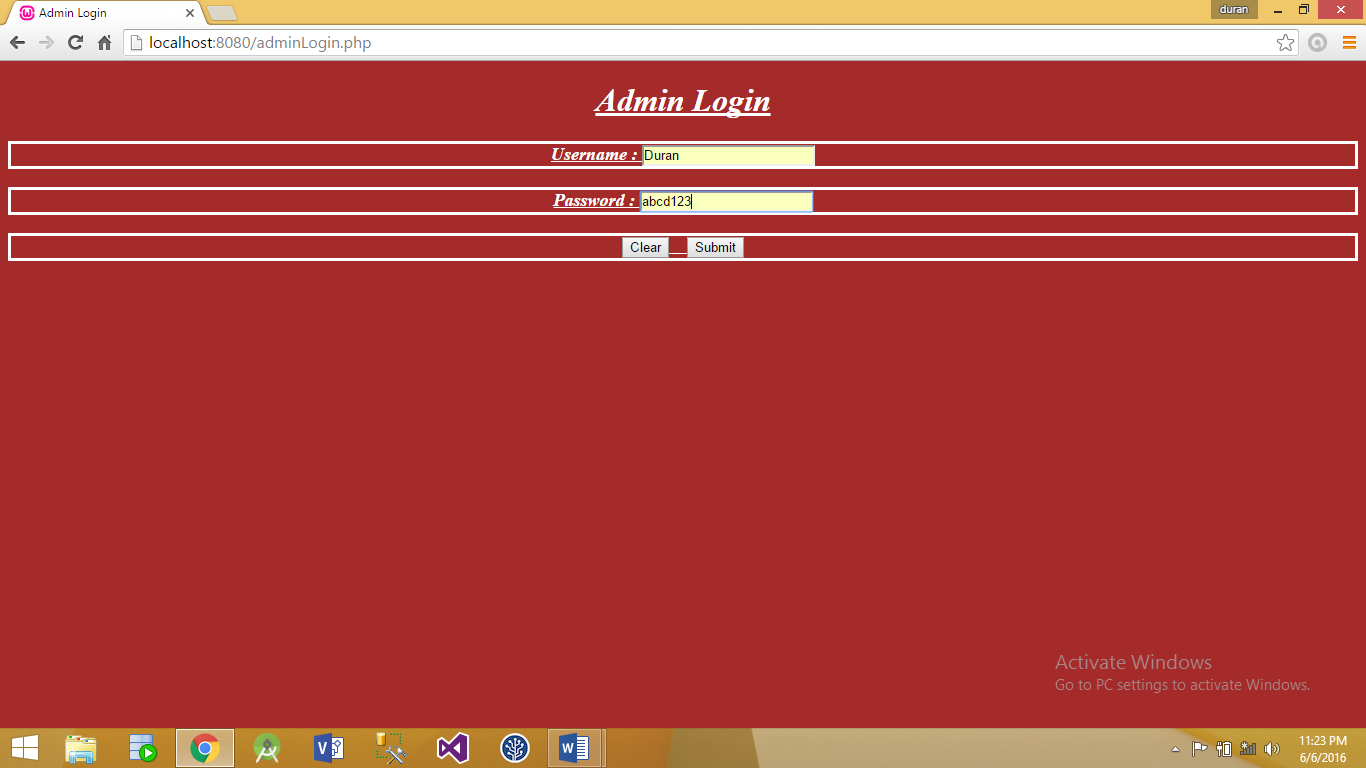 Admin Login
duran
localhost:8080/adminLogin.php
Admin Login
Username : Duran
Password : abcd123
Clear Submit
Activate Windows
Go to PC settings to activate Windows.
11:23 PM
6/6/2016